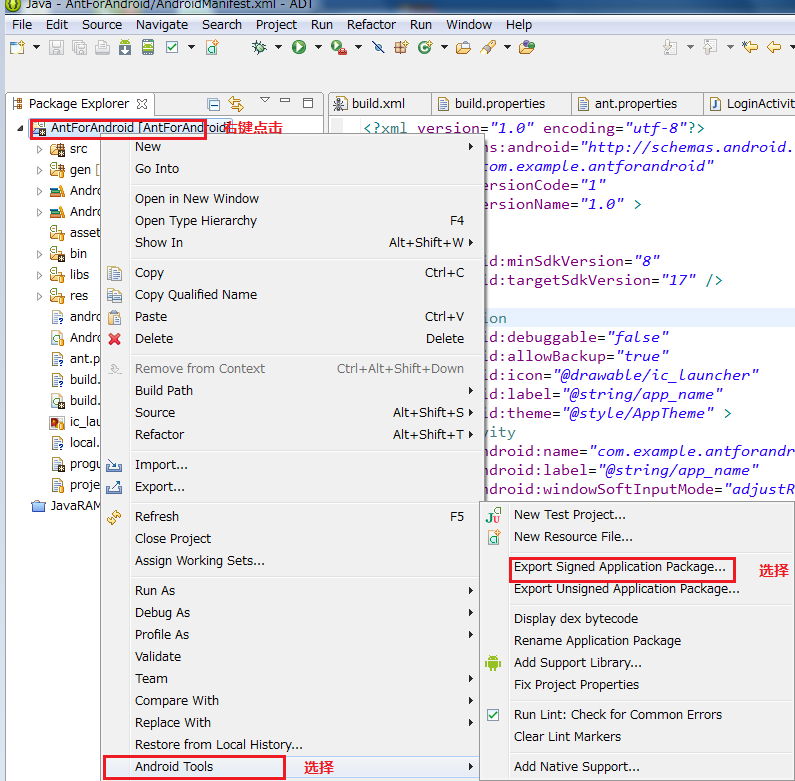 Java - AntForAndroid/AndroidManifest.xml - ADT
File Edit Source Navigate Search Project Run Refactor Run Window Help
Package Explorer
build.xml
build.properties
ant.properties
LoginActivit
AntForAndroid [AntForAndroid]
右键点击
src
gen [
Andro
Andro
asset
bin
libs
res
andro
Andro
ant.p
build.
build.
ic_lau
local.
progu
proje
JavaRAM
New
Go Into
Open in New Window
Open Type Hierarchy F4
Show In Alt+Shift+W
Copy Ctrl+C
Copy Qualified Name
Paste Ctrl+V
Delete Delete
Remove from Context Ctrl+Alt+Shift+Down
Build Path
Source Alt+Shift+S
Refactor Alt+Shift+T
Import...
Export...
Refresh F5
Close Project
Assign Working Sets...
Run As
Debug As
Profile As
Validate
Team
Compare With
Replace With
Restore from Local History...
Android Tools 选择
<?xml version="1.0" encoding="utf-8"?>
ns:android="http://schemas.android.
com.example.antforandroid"
ersionCode="1"
ersionName="1.0" >
id:minSdkVersion="8"
id:targetSdkVersion="17" />
ion
id:debuggable="false"
id:allowBackup="true"
id:icon="@drawable/ic_launcher"
id:label="@string/app_name"
id:theme="@style/AppTheme" >
vity
ndroid:name="com.example.antforandr
ndroid:label="@string/app_name"
ndroid:windowSoftInputMode="adjustR
New Test Project...
New Resource File...
Export Signed Application Package... 选择
Export Unsigned Application Package...
Display dex bytecode
Rename Application Package
Add Support Library...
Fix Project Properties
Run Lint: Check for Common Errors
Clear Lint Markers
Add Native Support...